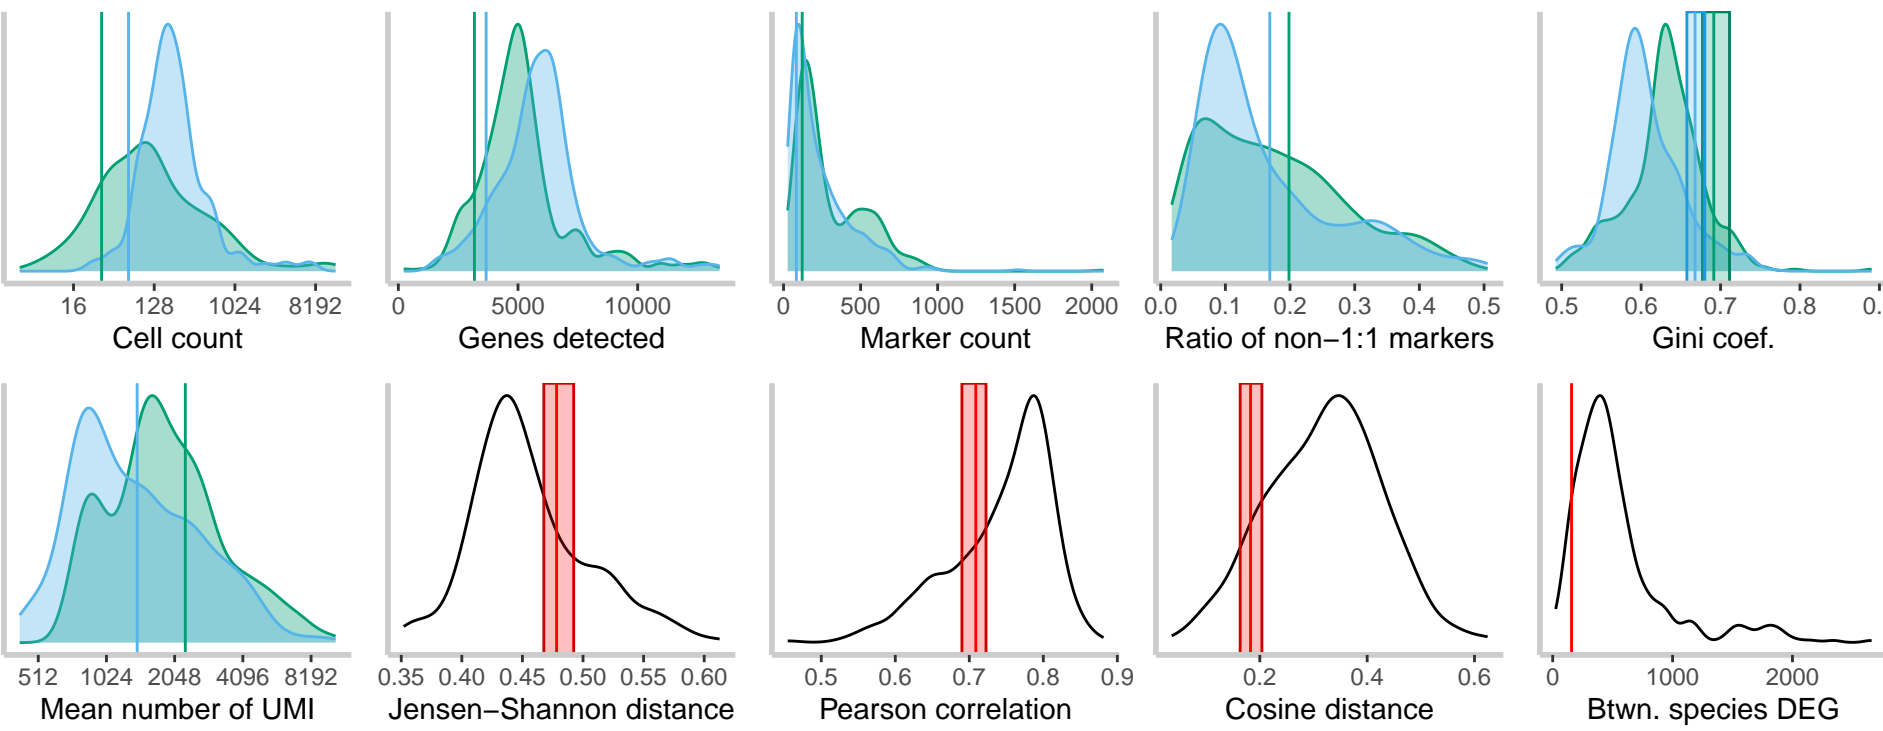 16 128 1024 8192
Cell count
0 5000 10000
Genes detected
0 500 1000 1500 2000
Marker count
0.0 0.1 0.2 0.3 0.4 0.5
Ratio of non−1:1 markers
0.5 0.6 0.7 0.8 0.
Gini coef.
512 1024 2048 4096 8192
Mean number of UMI
0.35 0.40 0.45 0.50 0.55 0.60
Jensen−Shannon distance
0.5 0.6 0.7 0.8 0.9
Pearson correlation
0.2 0.4 0.6
Cosine distance
0 1000 2000
Btwn. species DEG